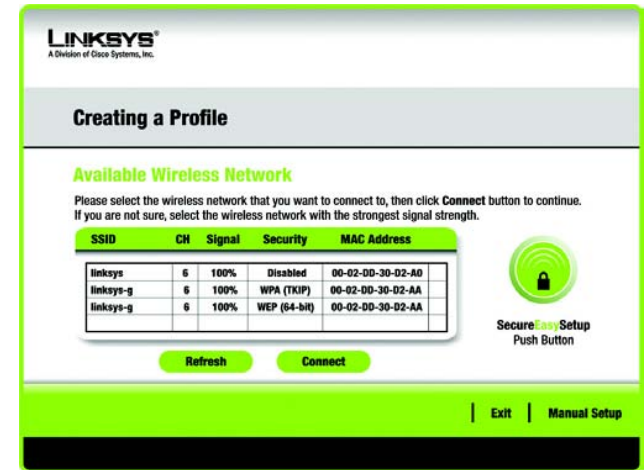 LINKSYS®
A Division of Cisco Systems, Inc.
Creating a Profile
Available Wireless Network
Please select the wireless network that you want to connect to, then click Connect button to continue.
If you are not sure, select the wireless network with the strongest signal strength.
SSID CH Signal Security MAC Address
linksys 6 100% Disabled 00-02-DD-30-D2-A0
linksys-g 6 100% WPA (TKIP) 00-02-DD-30-D2-AA
linksys-g 6 100% WEP (64-bit) 00-02-DD-30-D2-AA
SecureEasySetup
Push Button
Refresh Connect
Exit Manual Setup